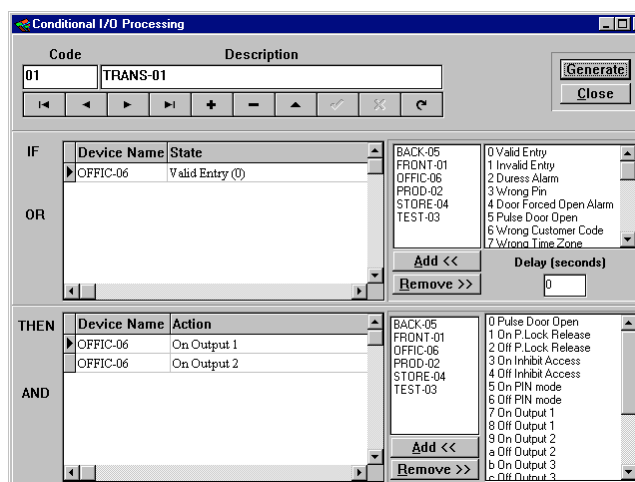 Conditional I/O Processing
Code Description
01 TRANS-01
Generate
Close
IF
OR
Device Name State
OFFIC-06 Valid Entry (0)
BACK-05
FRONT-01
OFFIC-06
PROD-02
STORE-04
TEST-03
0 Valid Entry
1 Invalid Entry
2 Duress Alarm
3 Wrong Pin
4 Door Forced Open Alarm
5 Pulse Door Open
6 Wrong Customer Code
7 Wrong Time Zone
Add <<
Remove >>
Delay (seconds)
0
THEN
AND
Device Name Action
OFFIC-06 On Output 1
OFFIC-06 On Output 2
BACK-05
FRONT-01
OFFIC-06
PROD-02
STORE-04
TEST-03
0 Pulse Door Open
1 On P.Lock Release
2 Off P.Lock Release
3 On Inhibit Access
4 Off Inhibit Access
5 On PIN mode
6 Off PIN mode
7 On Output 1
8 Off Output 1
9 On Output 2
a Off Output 2
b On Output 3
c Off Output 3
Add <<
Remove >>